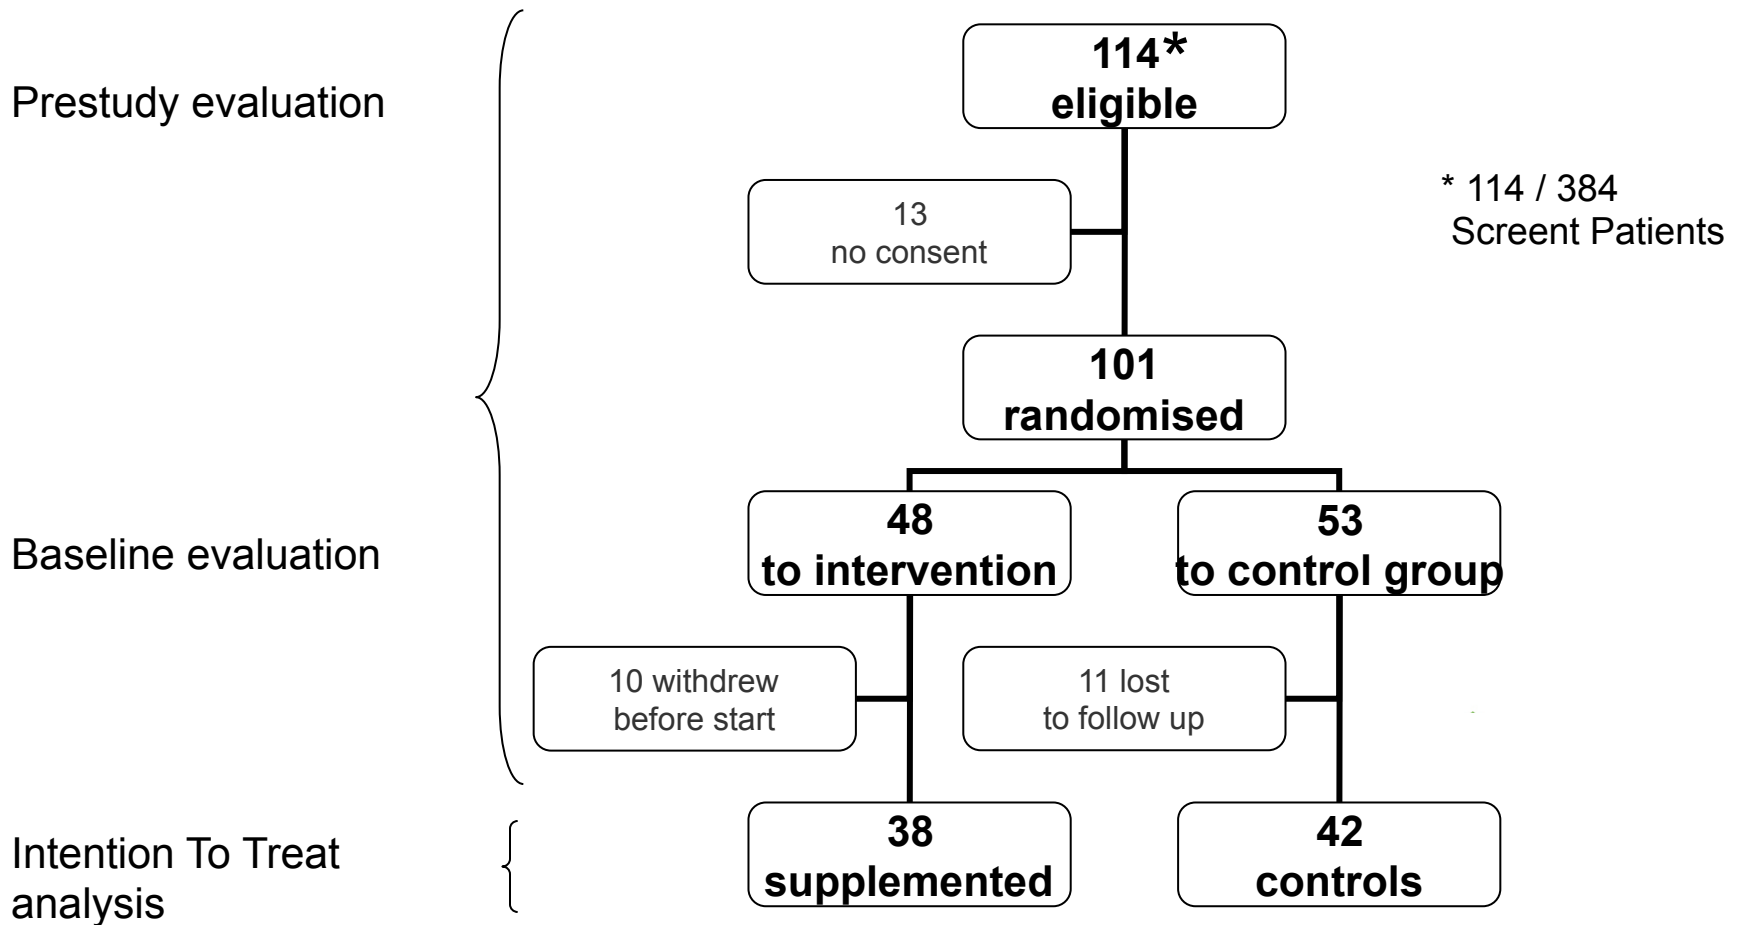 Prestudy evaluation
114*
eligible
13
no consent
* 114 / 384
Screent Patients
101
randomised
Baseline evaluation
48
to intervention
53
to control group
10 withdrew
before start
11 lost
to follow up
Intention To Treat
analysis
38
supplemented
42
controls